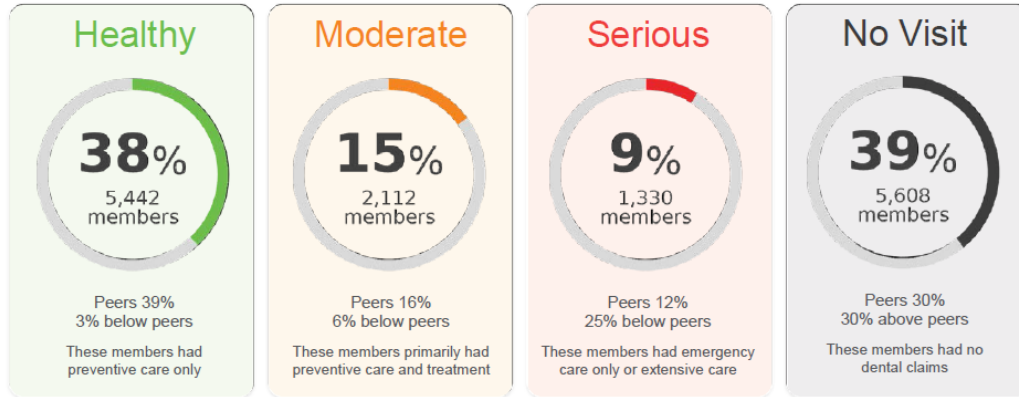 Healthy
38%
5,442
members
Peers 39%
3% below peers
These members had
preventive care only
Moderate
15%
2,112
members
Peers 16%
6% below peers
These members primarily had
preventive care and treatment
Serious
9%
1,330
members
Peers 12%
25% below peers
These members had emergency
care only or extensive care
No Visit
39%
5,608
members
Peers 30%
30% above peers
These members had no
dental claims